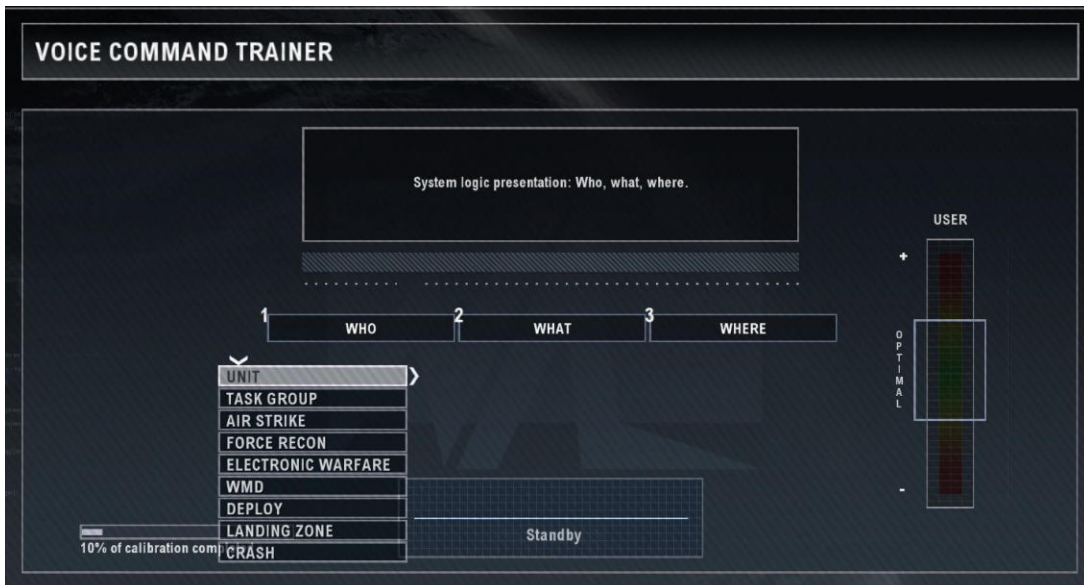 VOICE COMMAND TRAINER
System logic presentation: Who, what, where.
USER
+
1 WHO 2 WHAT 3 WHERE
OPTIMAL
UNIT
TASK GROUP
AIR STRIKE
FORCE RECON
ELECTRONIC WARFARE
WMD
-
DEPLOY
LANDING ZONE
Standby
10% of calibration
CRASH